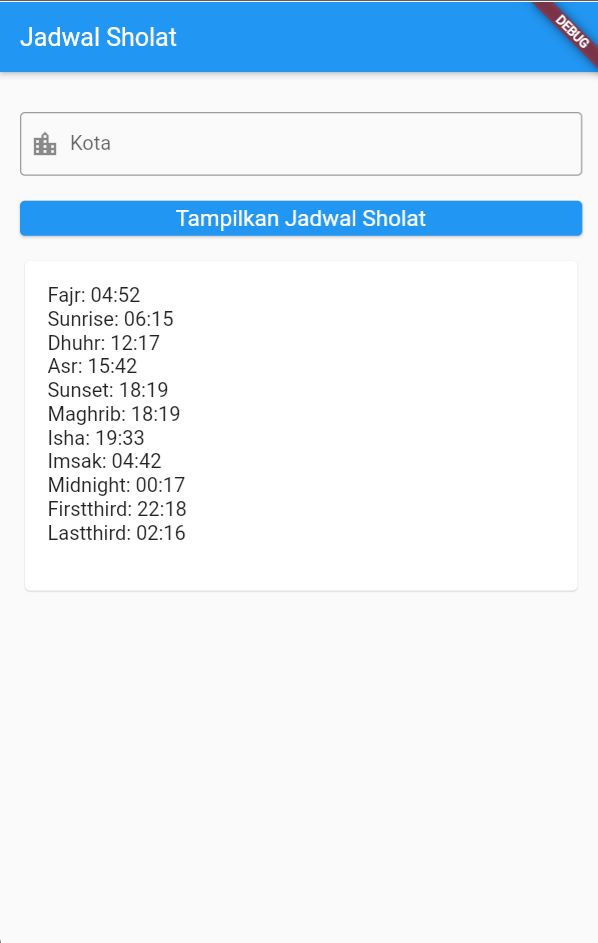 Jadwal Sholat
DEBUG
Kota
Tampilkan Jadwal Sholat
Fajr: 04:52
Sunrise: 06:15
Dhuhr: 12:17
Asr: 15:42
Sunset: 18:19
Maghrib: 18:19
Isha: 19:33
Imsak: 04:42
Midnight: 00:17
Firstthird: 22:18
Lastthird: 02:16